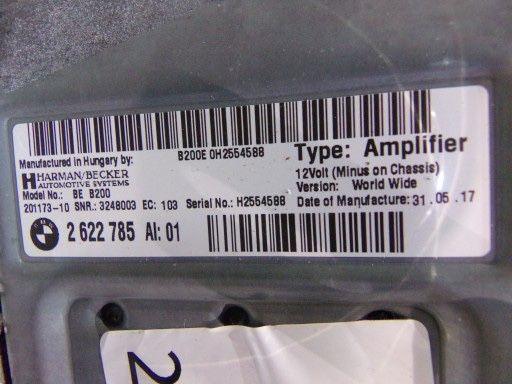 Manufactured in Hungary by:
B200E 0H2554588
Type: Amplifier
HARMAN/BECKER
AUTOMOTIVE SYSTEMS
12Volt (Minus on Chassis)
Model No.: BE B200
Version: World Wide
201173-10 SNR.: 3248003 EC: 103 Serial No.: H2554588 Date of Manufacture: 31.05.17
BMW
2 622 785 AI: 01
2